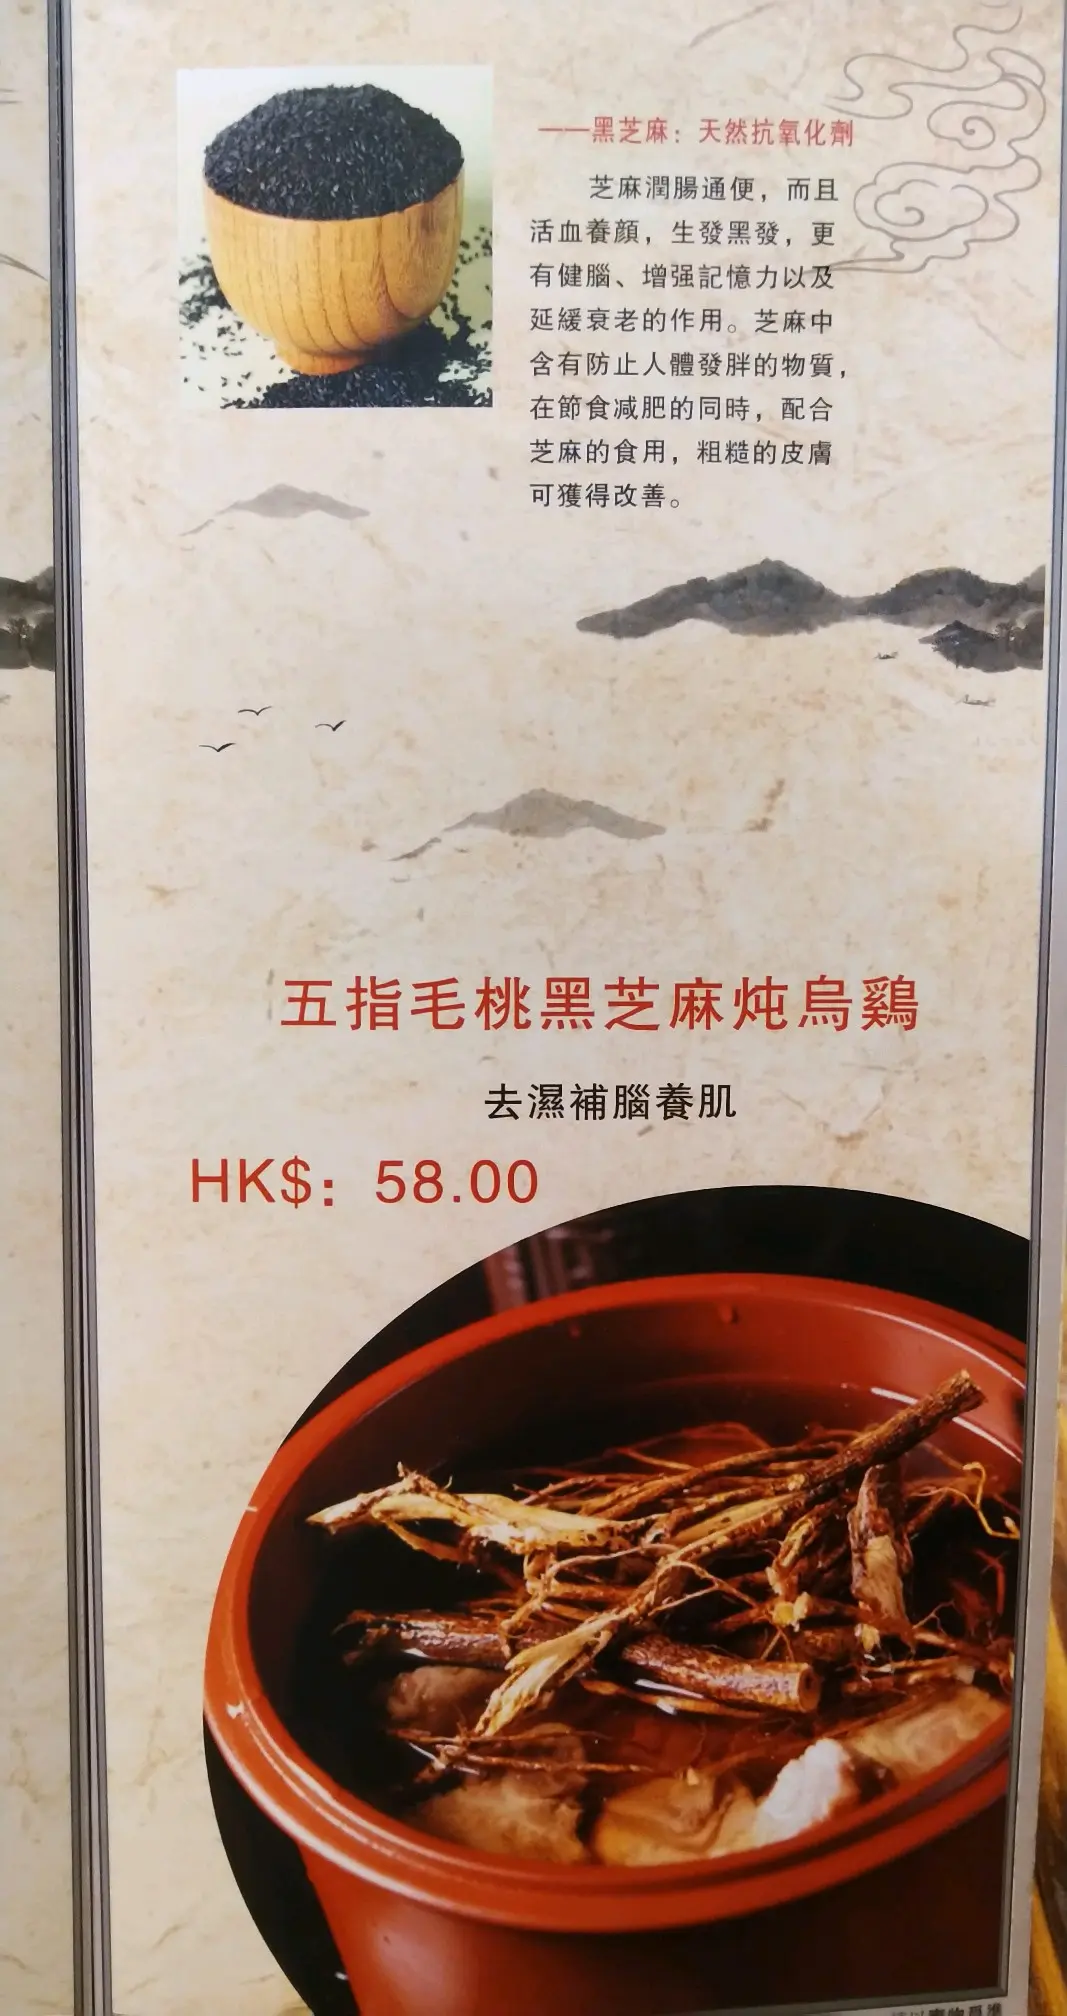 ——黑芝麻：天然抗氧化劑
芝麻潤腸通便，而且
活血養顔，生發黑發，更
有健腦、增强記憶力以及
延緩衰老的作用。芝麻中
含有防止人體發胖的物質，
在節食减肥的同時，配合
芝麻的食用，粗糙的皮膚
可獲得改善。
五指毛桃黑芝麻炖烏鷄
去濕補腦養肌
HK$：58.00